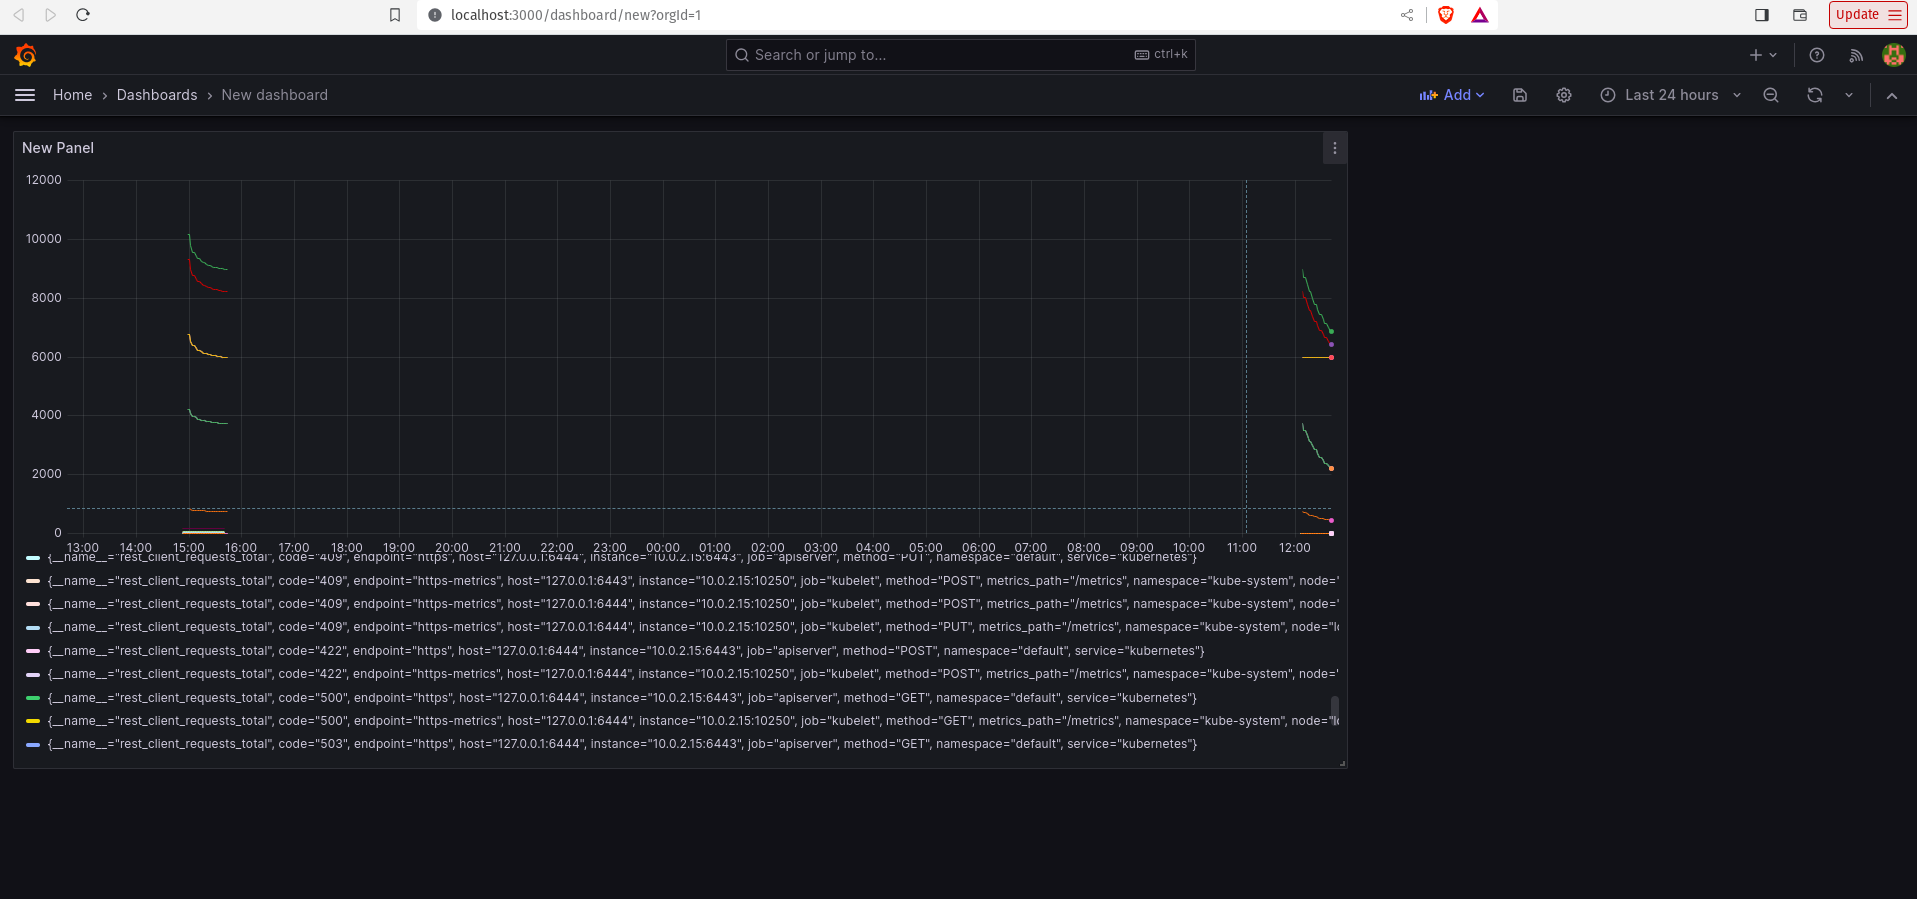 localhost:3000/dashboard/new?orgId=1
Update
Search or jump to...
ctrl+k
Home › Dashboards › New dashboard
Add
Last 24 hours
New Panel
12000
10000
8000
6000
4000
2000
0
13:00 14:00 15:00 16:00 17:00 18:00 19:00 20:00 21:00 22:00 23:00 00:00 01:00 02:00 03:00 04:00 05:00 06:00 07:00 08:00 09:00 10:00 11:00 12:00
{__name__="rest_client_requests_total", code="409", endpoint="https", host="127.0.0.1:6444", instance="10.0.2.15:6443", job="apiserver", method="PUT", namespace="default", service="kubernetes"}
{__name__="rest_client_requests_total", code="409", endpoint="https-metrics", host="127.0.0.1:6443", instance="10.0.2.15:10250", job="kubelet", method="POST", metrics_path="/metrics", namespace="kube-system", node="
{__name__="rest_client_requests_total", code="409", endpoint="https-metrics", host="127.0.0.1:6444", instance="10.0.2.15:10250", job="kubelet", method="POST", metrics_path="/metrics", namespace="kube-system", node="
{__name__="rest_client_requests_total", code="409", endpoint="https-metrics", host="127.0.0.1:6444", instance="10.0.2.15:10250", job="kubelet", method="PUT", metrics_path="/metrics", namespace="kube-system", node="
{__name__="rest_client_requests_total", code="422", endpoint="https", host="127.0.0.1:6444", instance="10.0.2.15:6443", job="apiserver", method="POST", namespace="default", service="kubernetes"}
{__name__="rest_client_requests_total", code="422", endpoint="https-metrics", host="127.0.0.1:6444", instance="10.0.2.15:10250", job="kubelet", method="POST", metrics_path="/metrics", namespace="kube-system", node="
{__name__="rest_client_requests_total", code="500", endpoint="https", host="127.0.0.1:6444", instance="10.0.2.15:6443", job="apiserver", method="GET", namespace="default", service="kubernetes"}
{__name__="rest_client_requests_total", code="500", endpoint="https-metrics", host="127.0.0.1:6444", instance="10.0.2.15:10250", job="kubelet", method="GET", metrics_path="/metrics", namespace="kube-system", node="
{__name__="rest_client_requests_total", code="503", endpoint="https", host="127.0.0.1:6444", instance="10.0.2.15:6443", job="apiserver", method="GET", namespace="default", service="kubernetes"}